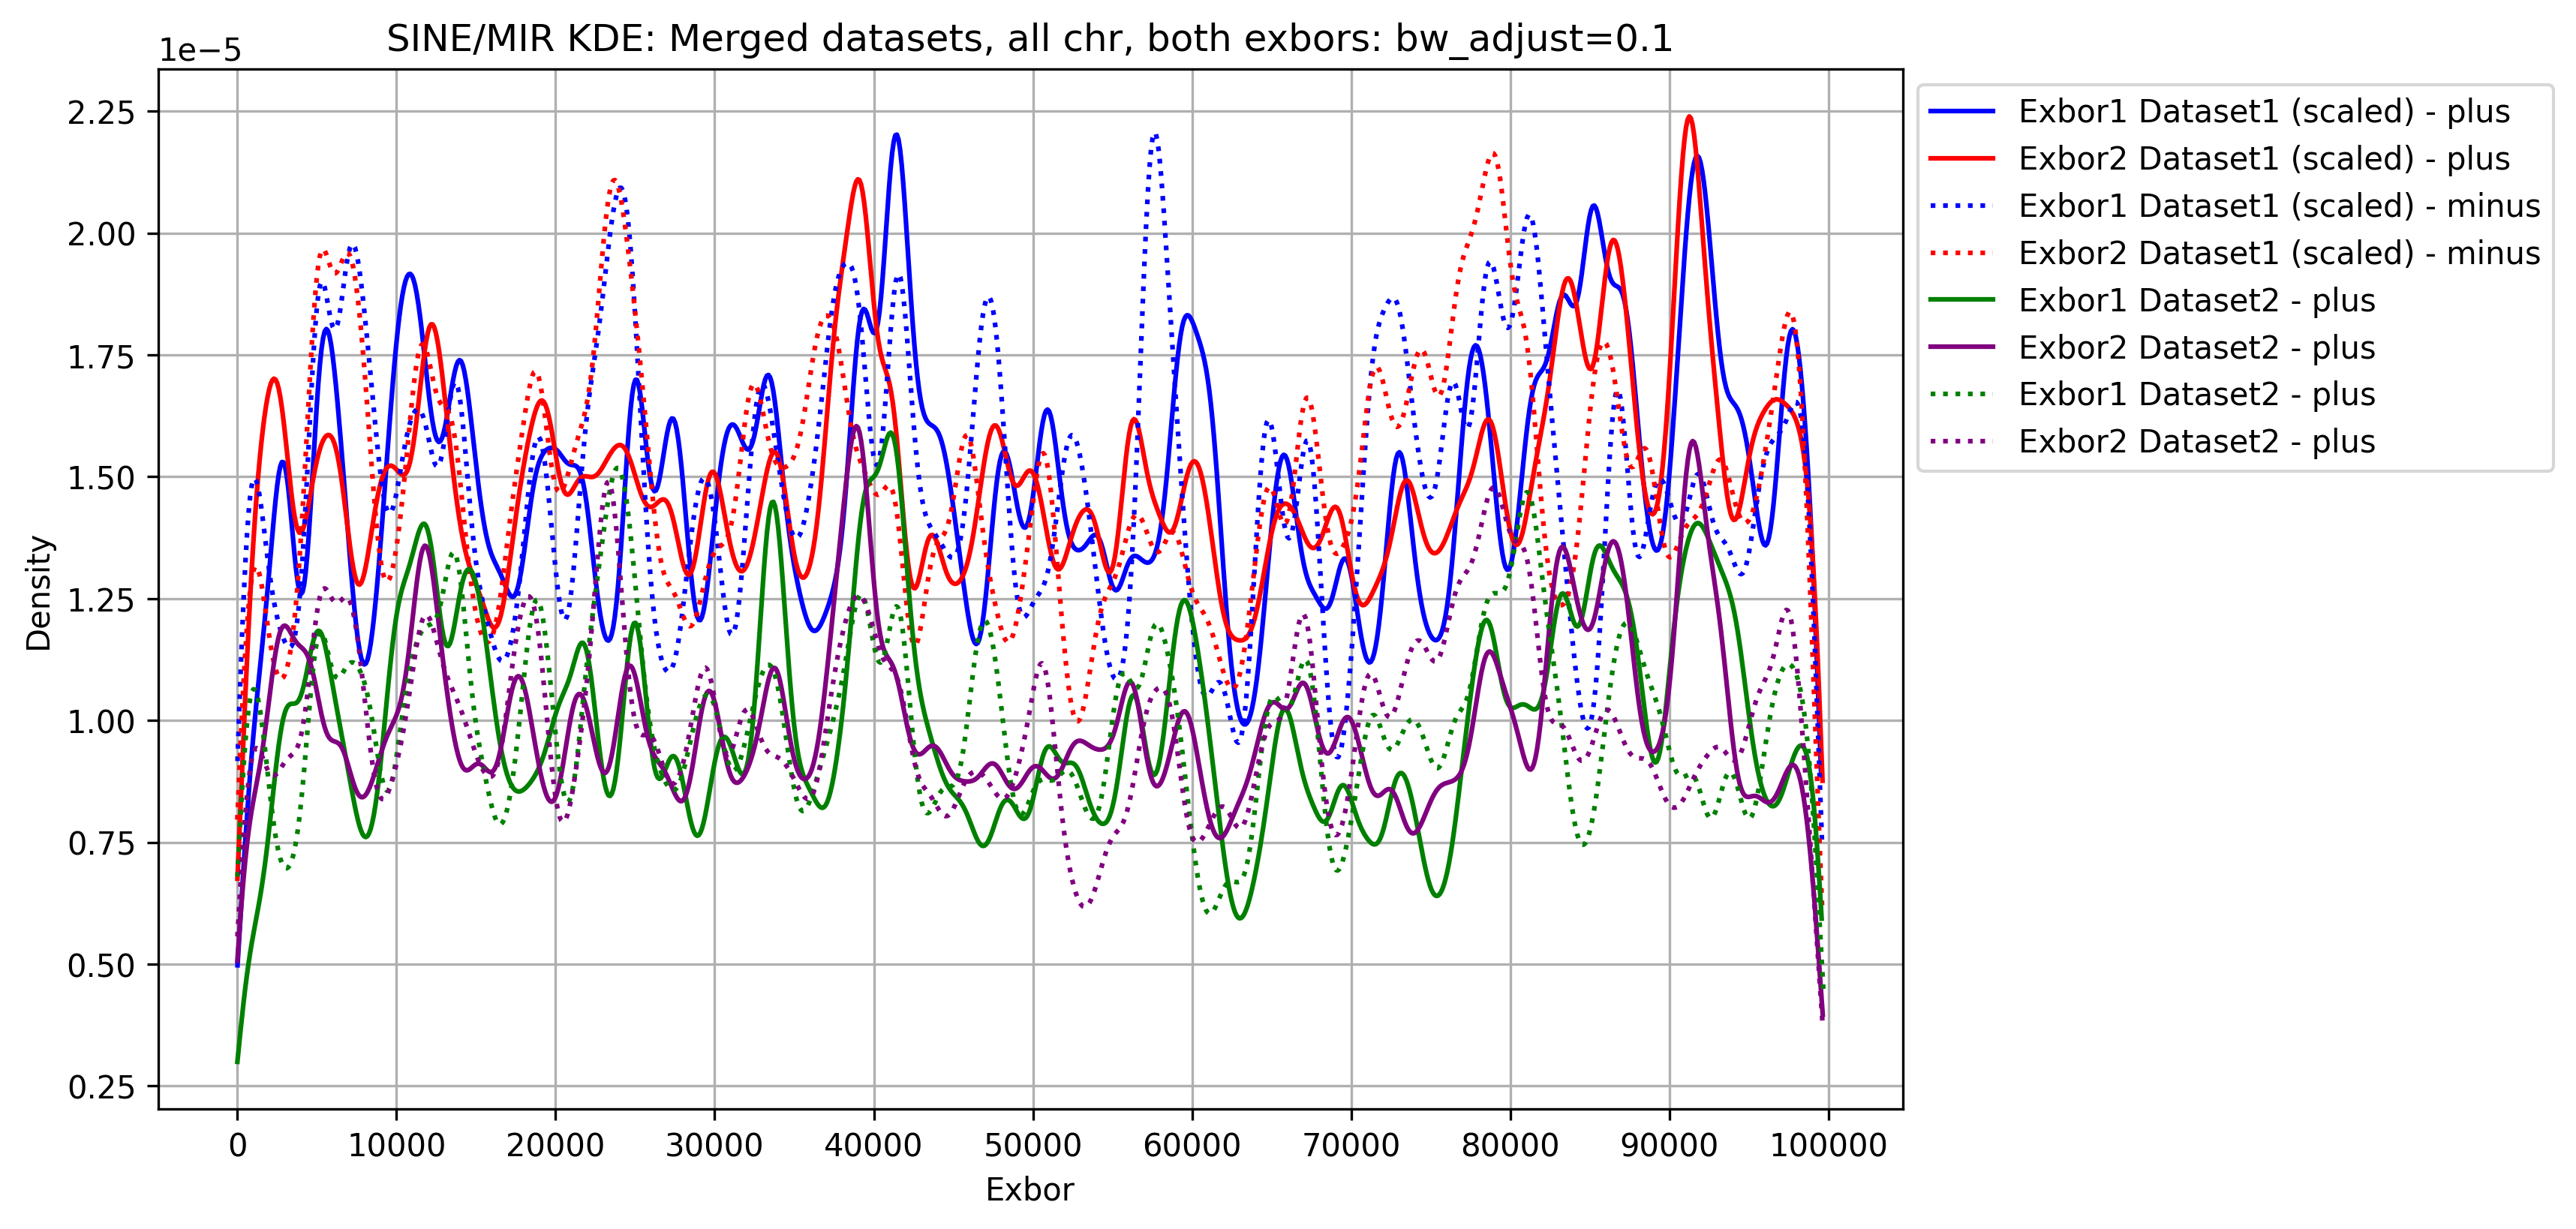 SINE/MIR KDE: Merged datasets, all chr, both exbors: bw_adjust=0.1
1e−5
2.25
2.00
1.75
1.50
1.25
1.00
0.75
0.50
0.25
Density
0
10000
20000
30000
40000
50000
60000
70000
80000
90000
100000
Exbor
Exbor1 Dataset1 (scaled) - plus
Exbor2 Dataset1 (scaled) - plus
Exbor1 Dataset1 (scaled) - minus
Exbor2 Dataset1 (scaled) - minus
Exbor1 Dataset2 - plus
Exbor2 Dataset2 - plus
Exbor1 Dataset2 - plus
Exbor2 Dataset2 - plus